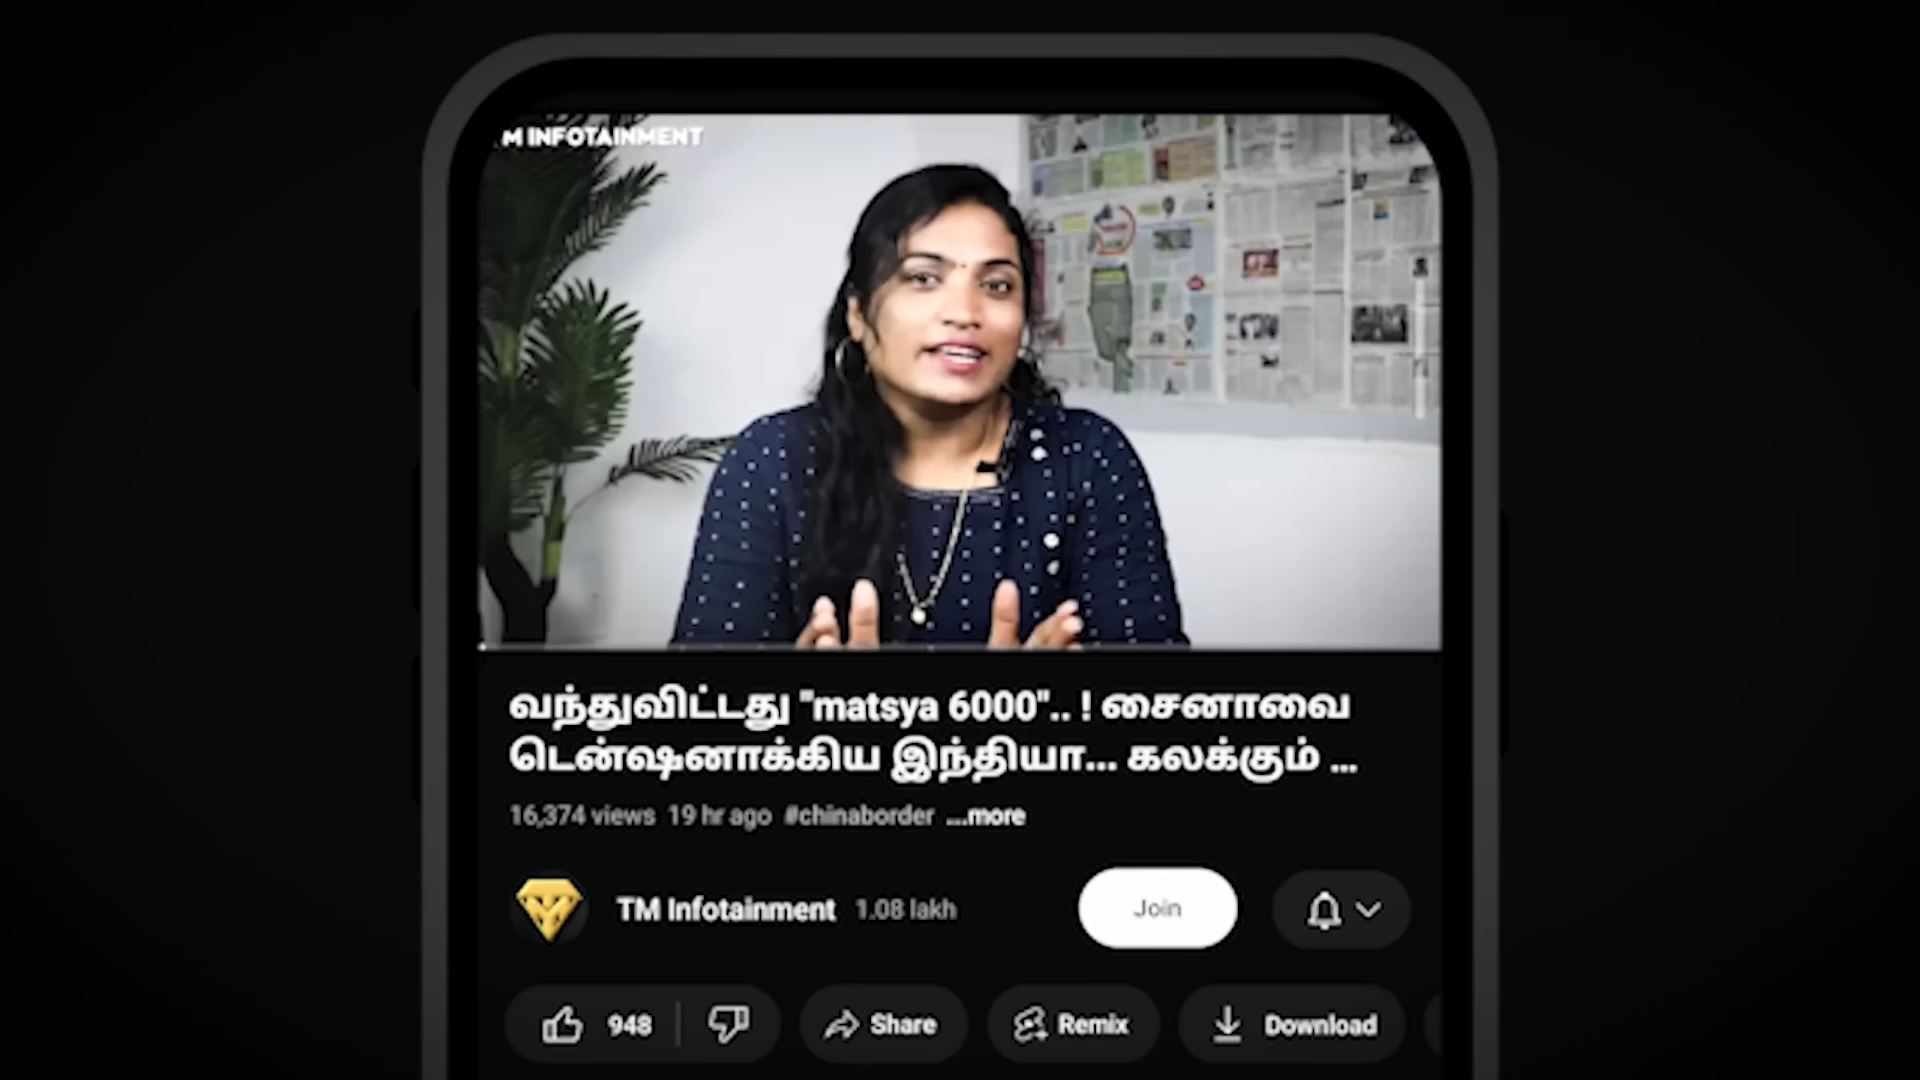 M INFOTAINMENT
வந்துவிட்டது "matsya 6000".. ! சைனாவை
டென்ஷனாக்கிய இந்தியா... கலக்கும் ...
16,374 views 19 hr ago #chinaborder ...more
TM Infotainment 1.08 lakh Join
948 Share Remix Download